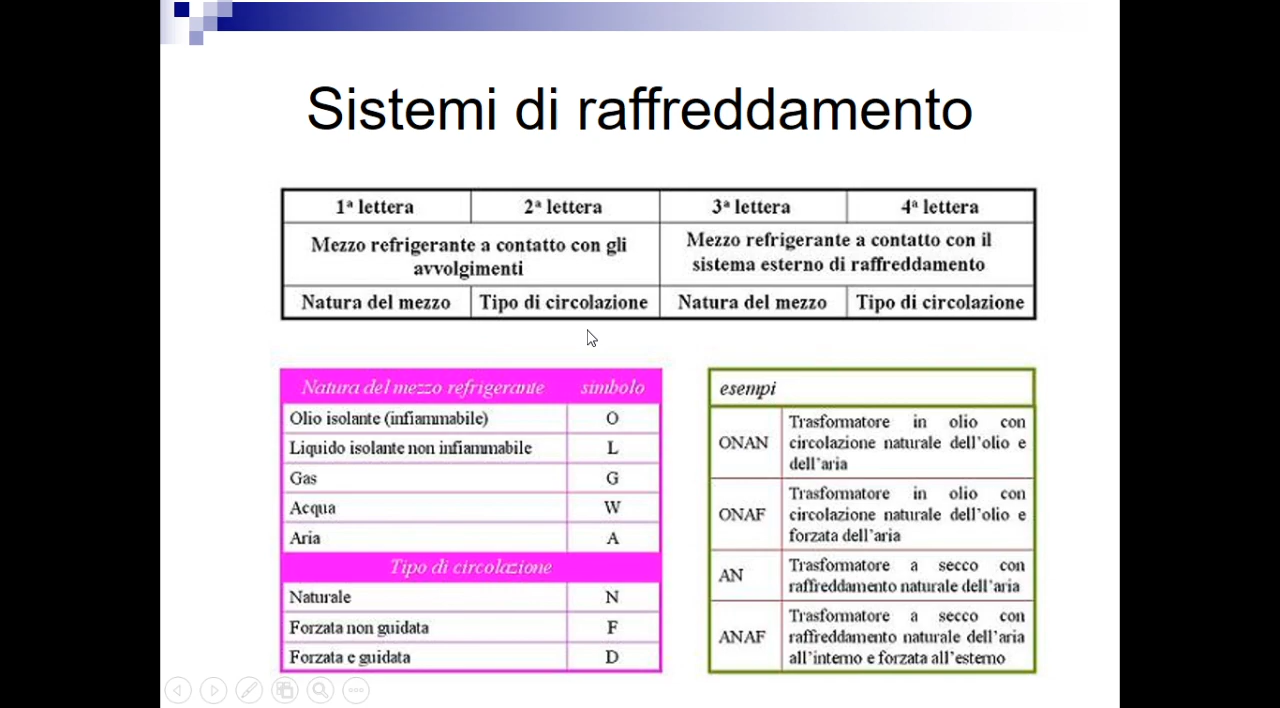 Sistemi di raffreddamento
1ª lettera 2ª lettera 3ª lettera 4ª lettera
Mezzo refrigerante a contatto con gli
avvolgimenti
Mezzo refrigerante a contatto con il
sistema esterno di raffreddamento
Natura del mezzo Tipo di circolazione Natura del mezzo Tipo di circolazione
Natura del mezzo refrigerante simbolo
Olio isolante (infiammabile) O
Liquido isolante non infiammabile L
Gas G
Acqua W
Aria A
Tipo di circolazione
Naturale N
Forzata non guidata F
Forzata e guidata D
esempi
ONAN
Trasformatore in olio con
circolazione naturale dell'olio e
dell'aria
ONAF
Trasformatore in olio con
circolazione naturale dell'olio e
forzata dell'aria
AN
Trasformatore a secco con
raffreddamento naturale dell'aria
ANAF
Trasformatore a secco con
raffreddamento naturale dell'aria
all'interno e forzata all'esterno